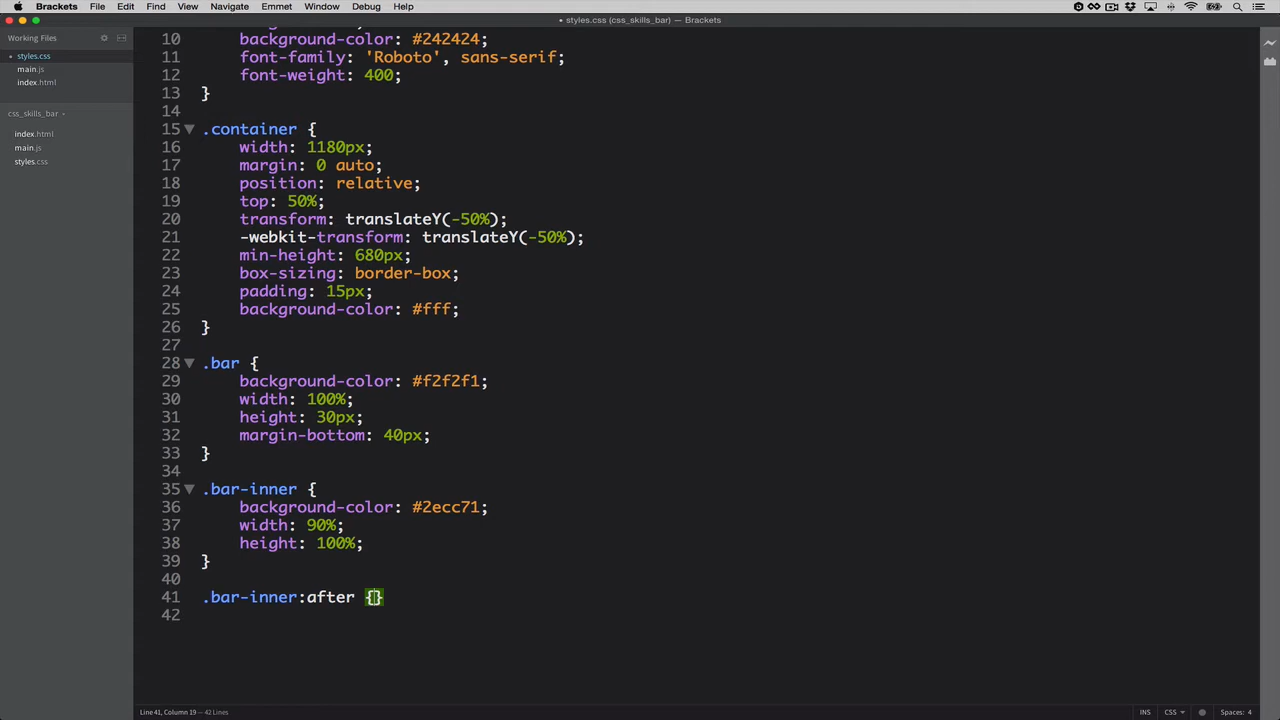 Brackets File Edit Find View Navigate Emmet Window Debug Help
• styles.css (css_skills_bar) — Brackets
Working Files
• styles.css
main.js
index.html
css_skills_bar
index.html
main.js
styles.css
10 background-color: #242424;
11 font-family: 'Roboto', sans-serif;
12 font-weight: 400;
13 }
14
15 .container {
16 width: 1180px;
17 margin: 0 auto;
18 position: relative;
19 top: 50%;
20 transform: translateY(-50%);
21 -webkit-transform: translateY(-50%);
22 min-height: 680px;
23 box-sizing: border-box;
24 padding: 15px;
25 background-color: #fff;
26 }
27
28 .bar {
29 background-color: #f2f2f1;
30 width: 100%;
31 height: 30px;
32 margin-bottom: 40px;
33 }
34
35 .bar-inner {
36 background-color: #2ecc71;
37 width: 90%;
38 height: 100%;
39 }
40
41 .bar-inner:after {}
42
Line 41, Column 19 — 42 Lines
INS CSS Spaces: 4